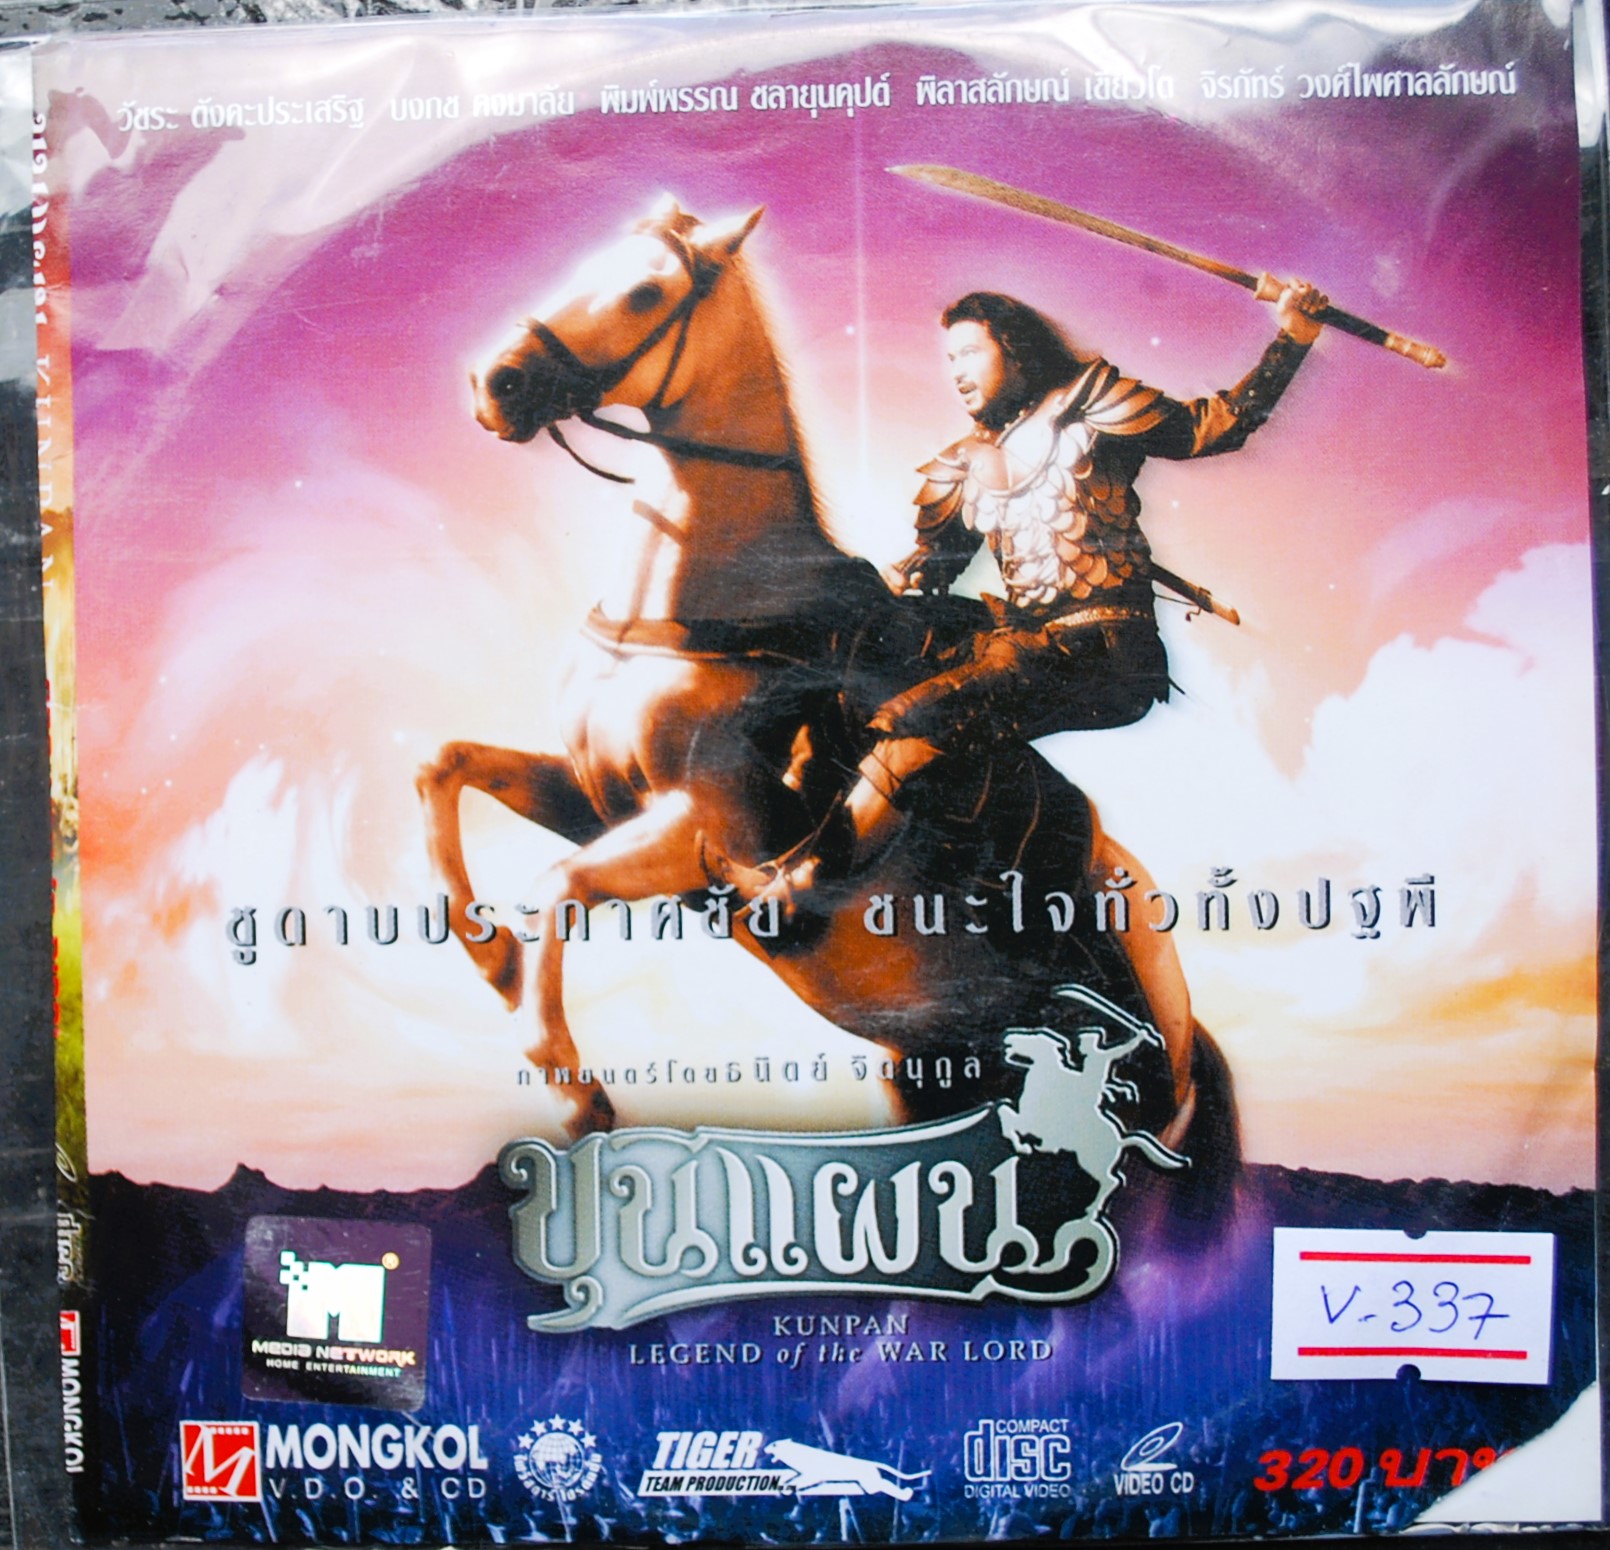 วัชระ ตังคะประเสริฐ บงกช คงมาลัย พิมพ์พรรณ ชลายนคุปต์ พิลาสลักษณ์ เขียวโต จิรภัทร์ วงศ์ไพศาลลักษณ์
ชูดาบประกาศชัย ชนะใจทั่วทั้งปฐพี
ภาพยนตร์โดยธนิตย์ จิตนุกูล
ขุนแผน
KUNPAN
LEGEND of the WAR LORD
V-337
MEDIA NETWORK
HOME ENTERTAINMENT
MONGKOL
V.D.O. & CD
TIGER
TEAM PRODUCTION
COMPACT
disc
DIGITAL VIDEO
VIDEO CD
320 บาท
KUNPAN
MONGKOL